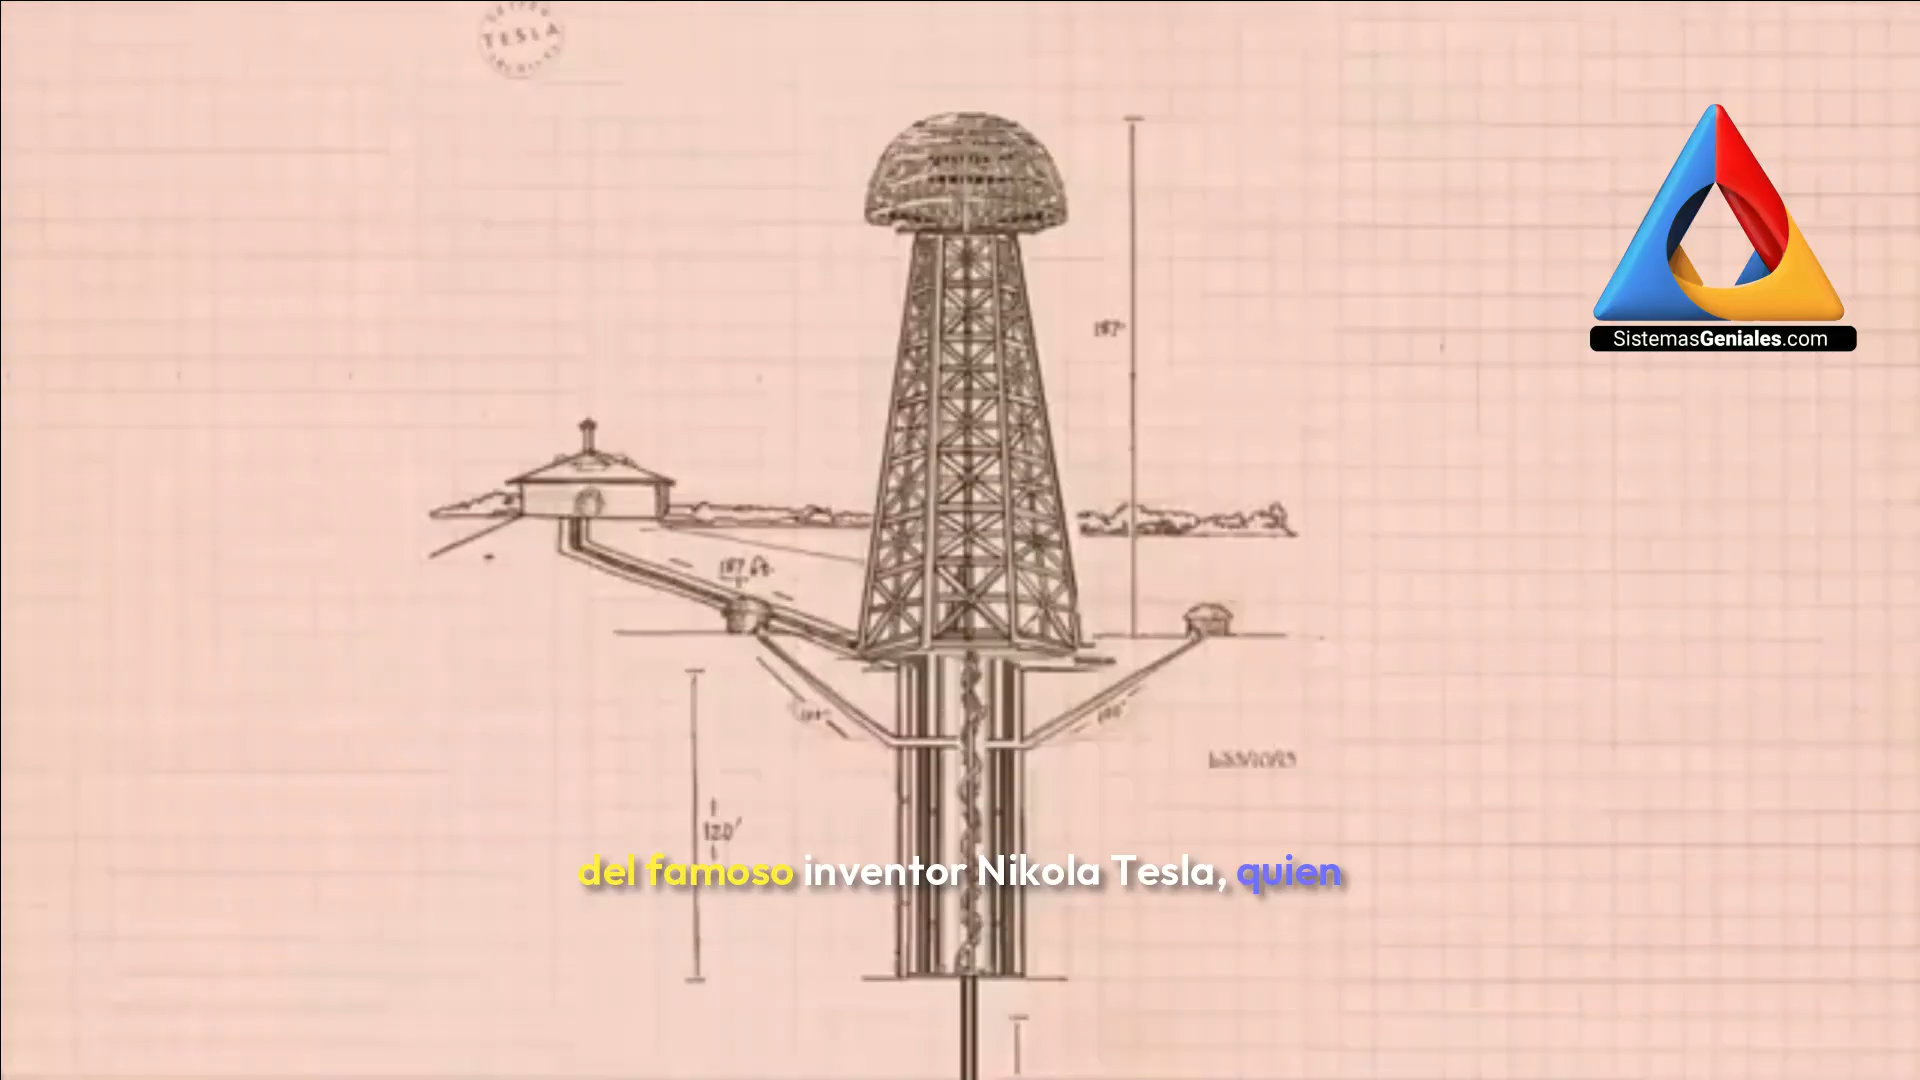 TESLA
187'
SistemasGeniales.com
187 ft.
120'
del famoso inventor Nikola Tesla, quien